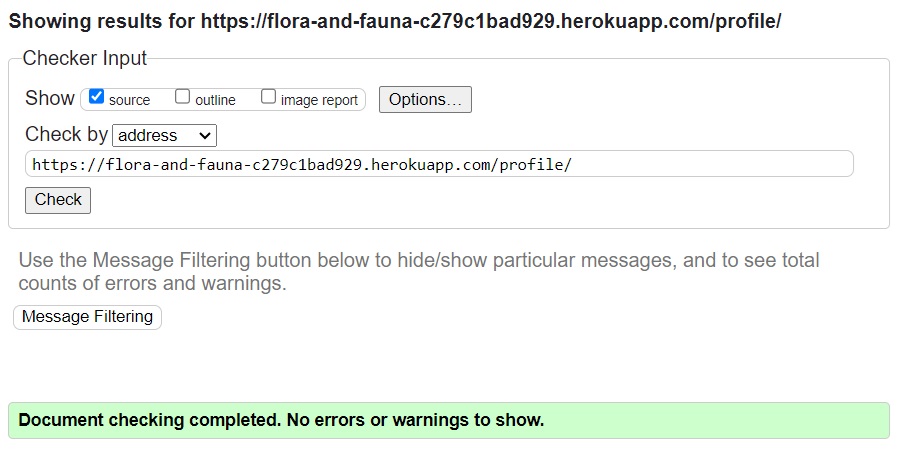 Showing results for https://flora-and-fauna-c279c1bad929.herokuapp.com/profile/
Checker Input
Show source outline image report Options...
Check by address
https://flora-and-fauna-c279c1bad929.herokuapp.com/profile/
Check
Use the Message Filtering button below to hide/show particular messages, and to see total
counts of errors and warnings.
Message Filtering
Document checking completed. No errors or warnings to show.